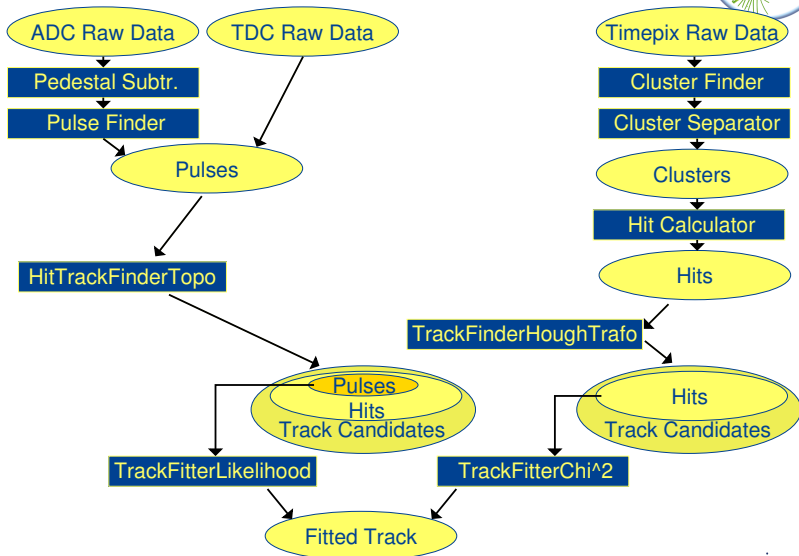 ADC Raw Data
TDC Raw Data
Timepix Raw Data
Pedestal Subtr.
Cluster Finder
Pulse Finder
Cluster Separator
Pulses
Clusters
Hit Calculator
HitTrackFinderTopo
Hits
TrackFinderHoughTrafo
Pulses
Hits
Track Candidates
Hits
Track Candidates
TrackFitterLikelihood
TrackFitterChi^2
Fitted Track